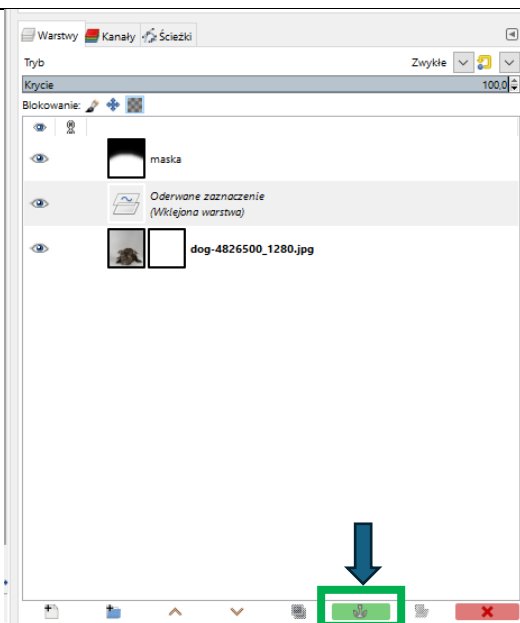 Warstwy Kanały Ścieżki
Tryb Zwykłe
Krycie 100,0
Blokowanie:
maska
Oderwane zaznaczenie
(Wklejona warstwa)
dog-4826500_1280.jpg